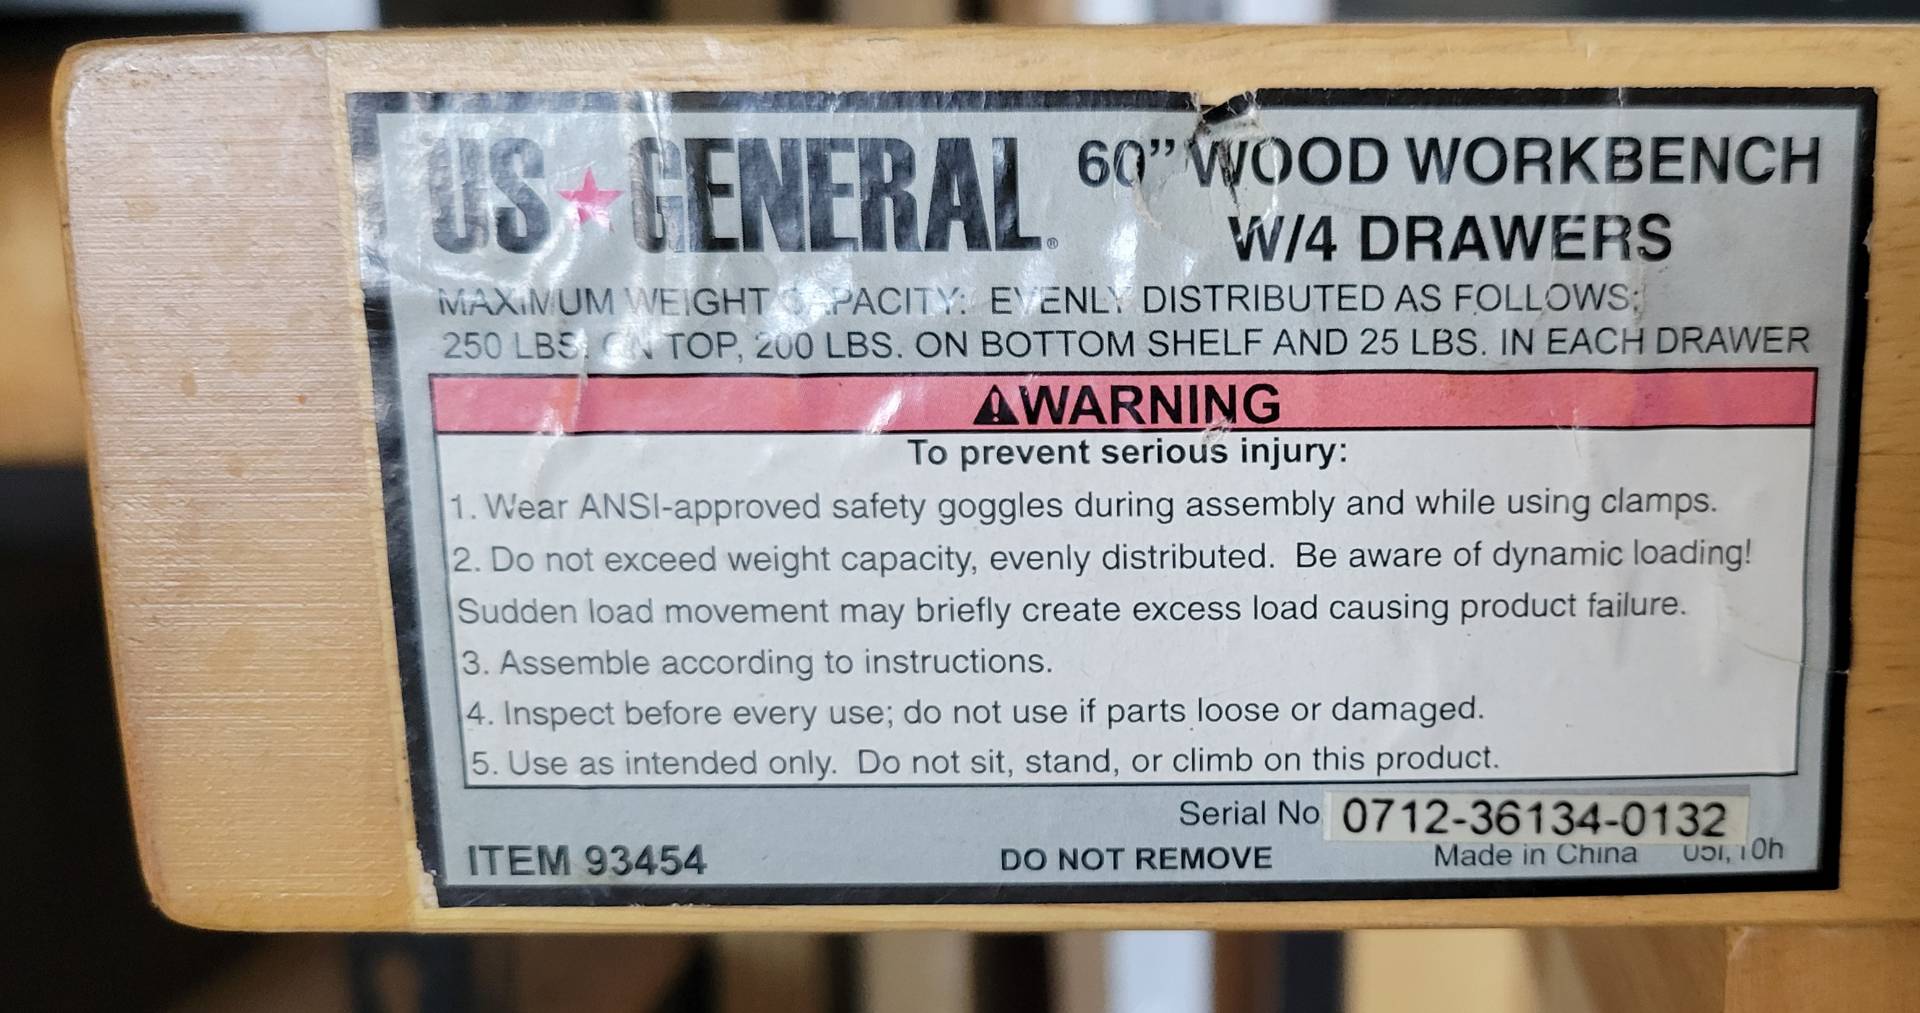 US★GENERAL®
60” WOOD WORKBENCH
W/4 DRAWERS
MAXIMUM WEIGHT CAPACITY: EVENLY DISTRIBUTED AS FOLLOWS:
250 LBS. ON TOP, 200 LBS. ON BOTTOM SHELF AND 25 LBS. IN EACH DRAWER
⚠WARNING
To prevent serious injury:
1. Wear ANSI-approved safety goggles during assembly and while using clamps.
2. Do not exceed weight capacity, evenly distributed. Be aware of dynamic loading!
Sudden load movement may briefly create excess load causing product failure.
3. Assemble according to instructions.
4. Inspect before every use; do not use if parts loose or damaged.
5. Use as intended only. Do not sit, stand, or climb on this product.
Serial No 0712-36134-0132
ITEM 93454 DO NOT REMOVE Made in China